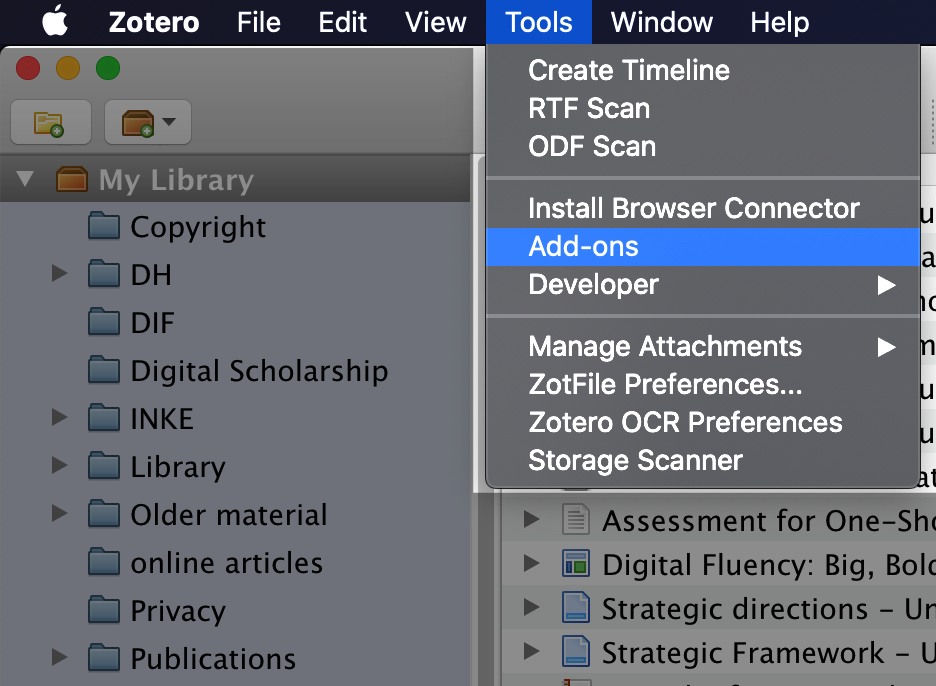 Zotero File Edit View Tools Window Help
Create Timeline
RTF Scan
ODF Scan
Install Browser Connector
Add-ons
Developer
Manage Attachments
ZotFile Preferences...
Zotero OCR Preferences
Storage Scanner
My Library
Copyright
DH
DIF
Digital Scholarship
INKE
Library
Older material
online articles
Privacy
Publications
Assessment for One-Sho
Digital Fluency: Big, Bold
Strategic directions – Un
Strategic Framework – U